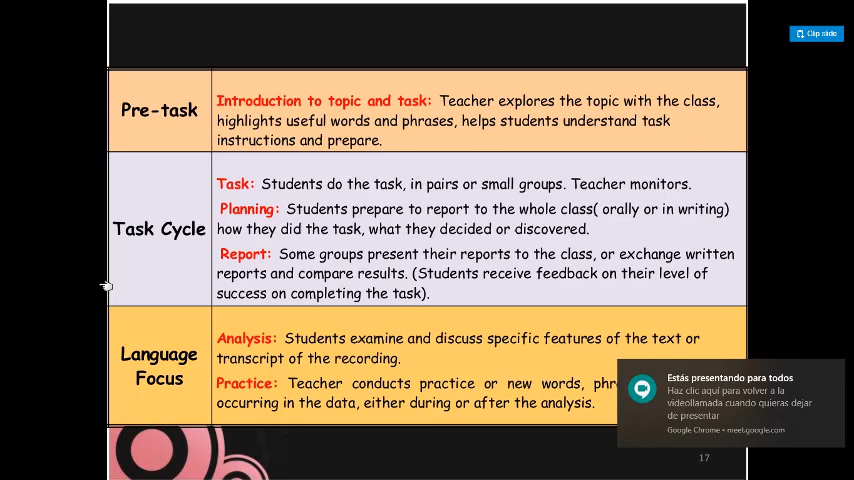 Clip slide
Pre-task
Introduction to topic and task: Teacher explores the topic with the class,
highlights useful words and phrases, helps students understand task
instructions and prepare.
Task Cycle
Task: Students do the task, in pairs or small groups. Teacher monitors.
Planning: Students prepare to report to the whole class( orally or in writing)
how they did the task, what they decided or discovered.
Report: Some groups present their reports to the class, or exchange written
reports and compare results. (Students receive feedback on their level of
success on completing the task).
Language
Focus
Analysis: Students examine and discuss specific features of the text or
transcript of the recording.
Practice: Teacher conducts practice or new words,
occurring in the data, either during or after the analysis.
Estás presentando para todos
Haz clic aquí para volver a la
videollamada cuando quieras dejar
de presentar
Google Chrome • meet.google.com
17